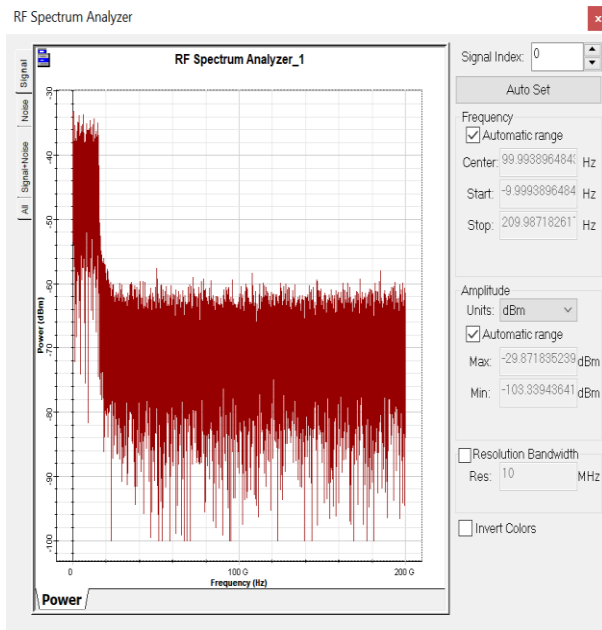 RF Spectrum Analyzer
x
RF Spectrum Analyzer_1
Signal
Noise
Signal+Noise
All
Power (dBm)
-30
-40
-50
-60
-70
-80
-90
-100
0
100 G
200 G
Frequency (Hz)
Power
Signal Index: 0
Auto Set
Frequency
Automatic range
Center: 99.9938964843 Hz
Start: -9.9993896484 Hz
Stop: 209.98718261 Hz
Amplitude
Units: dBm
Automatic range
Max: -29.871835239 dBm
Min: -103.33943641 dBm
Resolution Bandwidth
Res: 10 MHz
Invert Colors